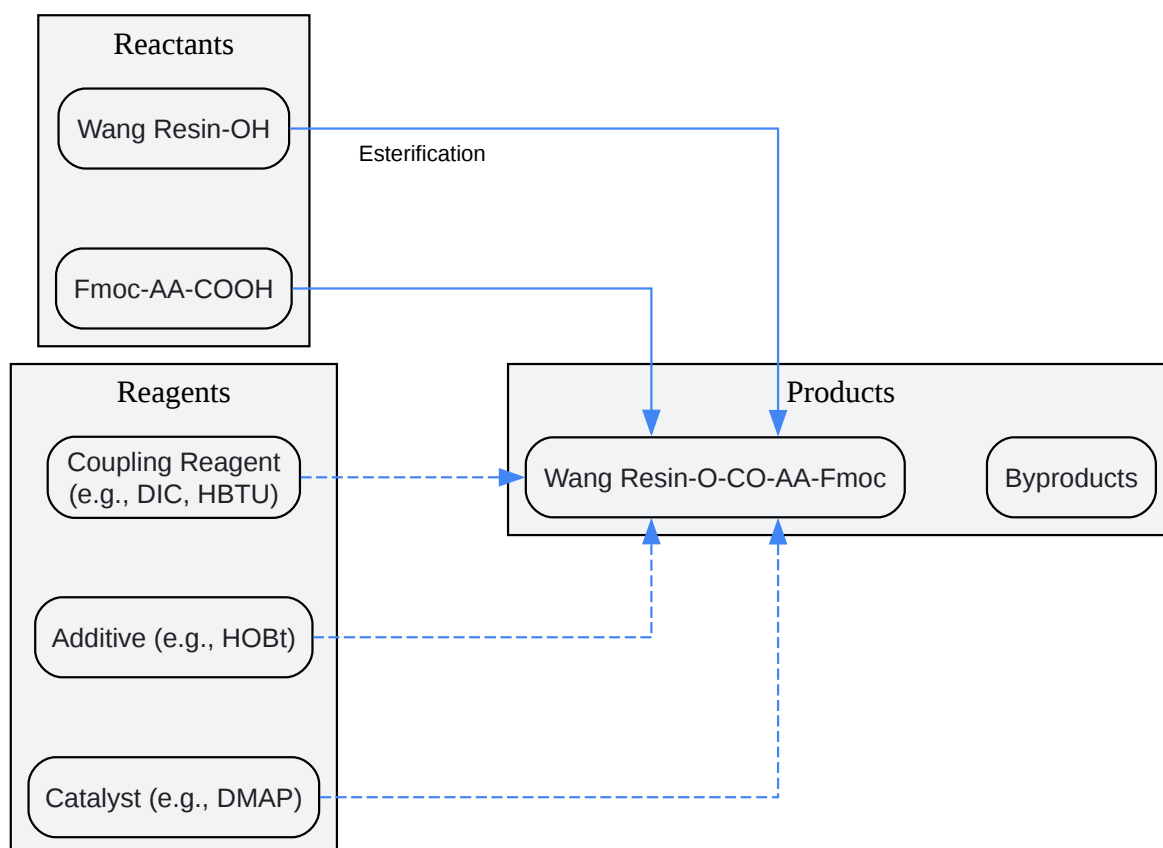 Reactants
Wang Resin-OH
Esterification
Fmoc-AA-COOH
Reagents
Coupling Reagent
(e.g., DIC, HBTU)
Additive (e.g., HOBt)
Catalyst (e.g., DMAP)
Products
Wang Resin-O-CO-AA-Fmoc
Byproducts